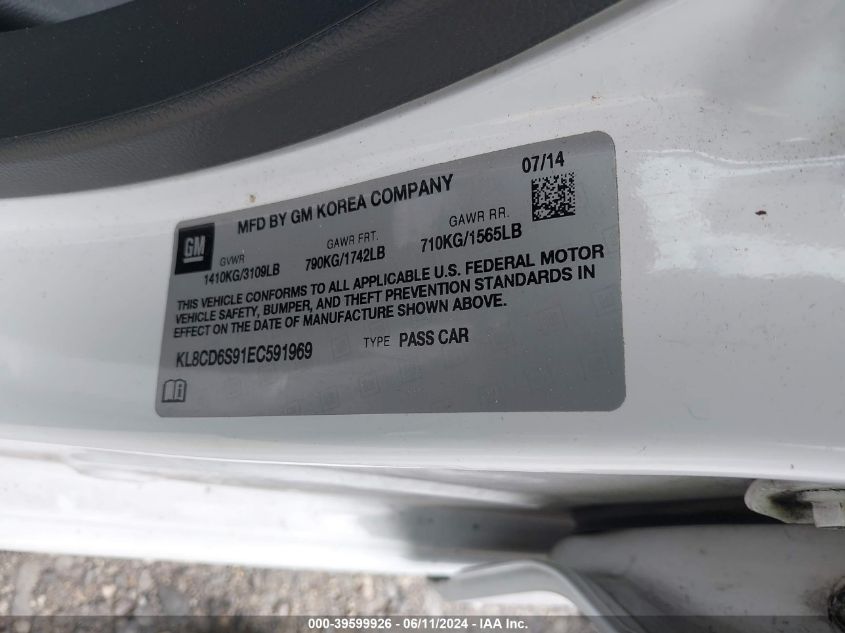 07/14
MFD BY GM KOREA COMPANY
GM
GVWR GAWR FRT. GAWR RR.
1410KG/3109LB 790KG/1742LB 710KG/1565LB
THIS VEHICLE CONFORMS TO ALL APPLICABLE U.S. FEDERAL MOTOR
VEHICLE SAFETY, BUMPER, AND THEFT PREVENTION STANDARDS IN
EFFECT ON THE DATE OF MANUFACTURE SHOWN ABOVE.
KL8CD6S91EC591969 TYPE PASS CAR
000-39599926 - 06/11/2024 - IAAI, Inc.